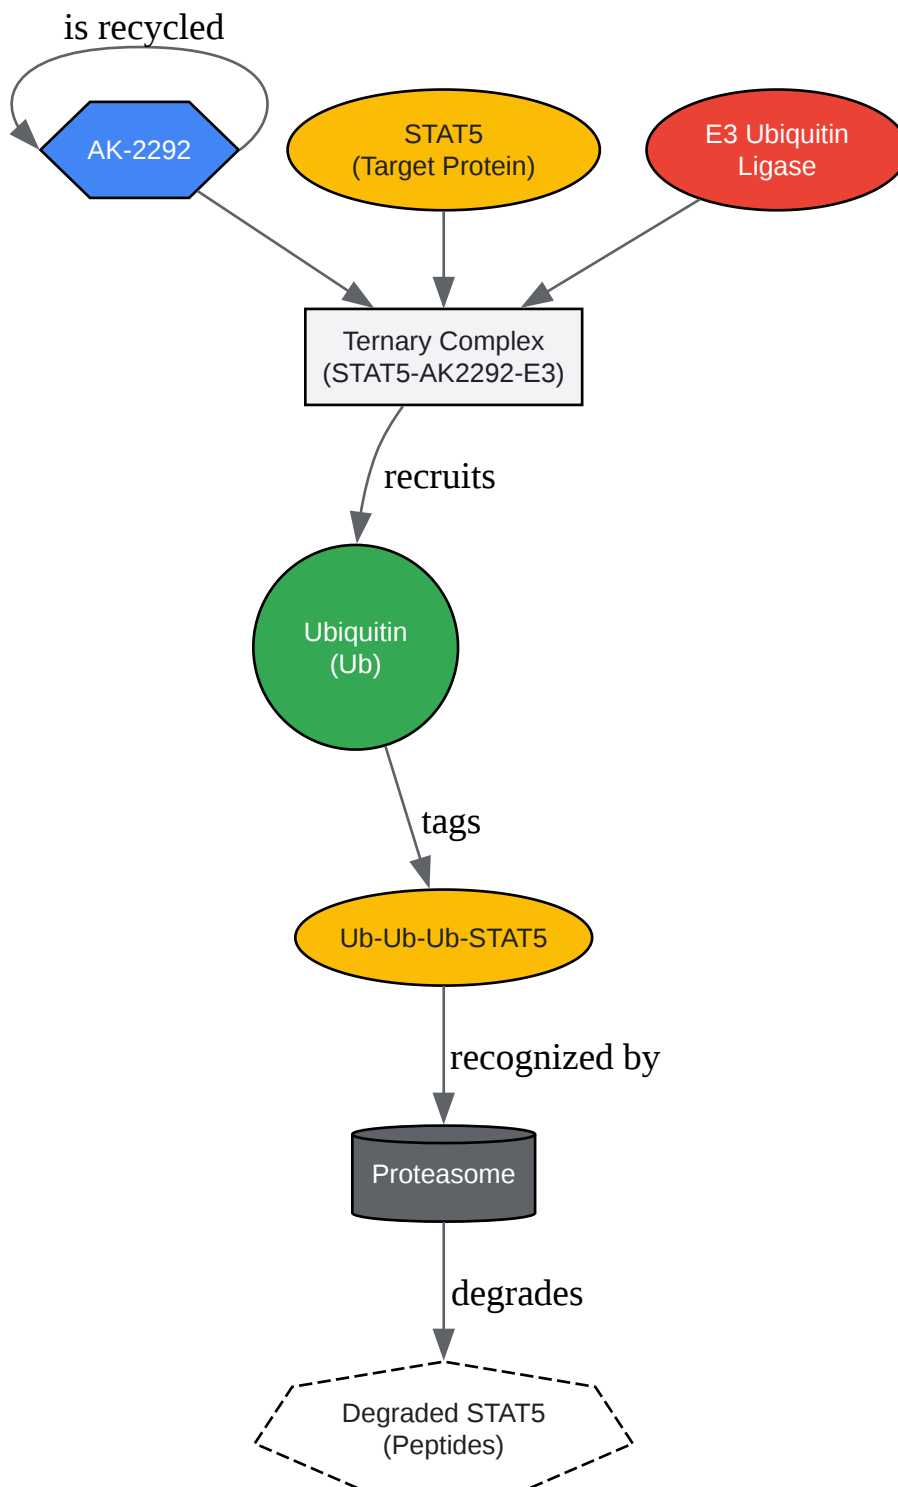 is recycled
AK-2292
STAT5
(Target Protein)
E3 Ubiquitin
Ligase
Ternary Complex
(STAT5-AK2292-E3)
recruits
Ubiquitin
(Ub)
tags
Ub-Ub-Ub-STAT5
recognized by
Proteasome
degrades
Degraded STAT5
(Peptides)